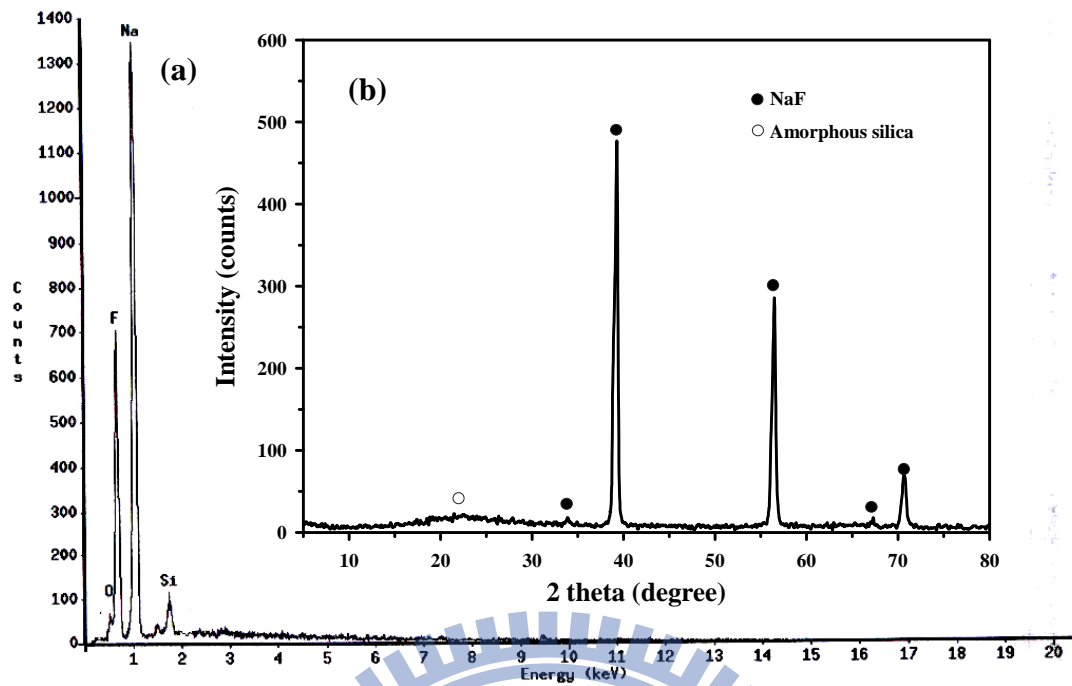 1400
1300
1200
1100
1000
900
800
700
600
500
400
300
200
100
0
Counts
Na
F
O
Si
(a)
1 2 3 4 5 6 7 8 9 10 11 12 13 14 15 16 17 18 19 20
Energy (keV)
600
500
400
300
200
100
0
Intensity (counts)
(b)
NaF
Amorphous silica
10 20 30 40 50 60 70 80
2 theta (degree)